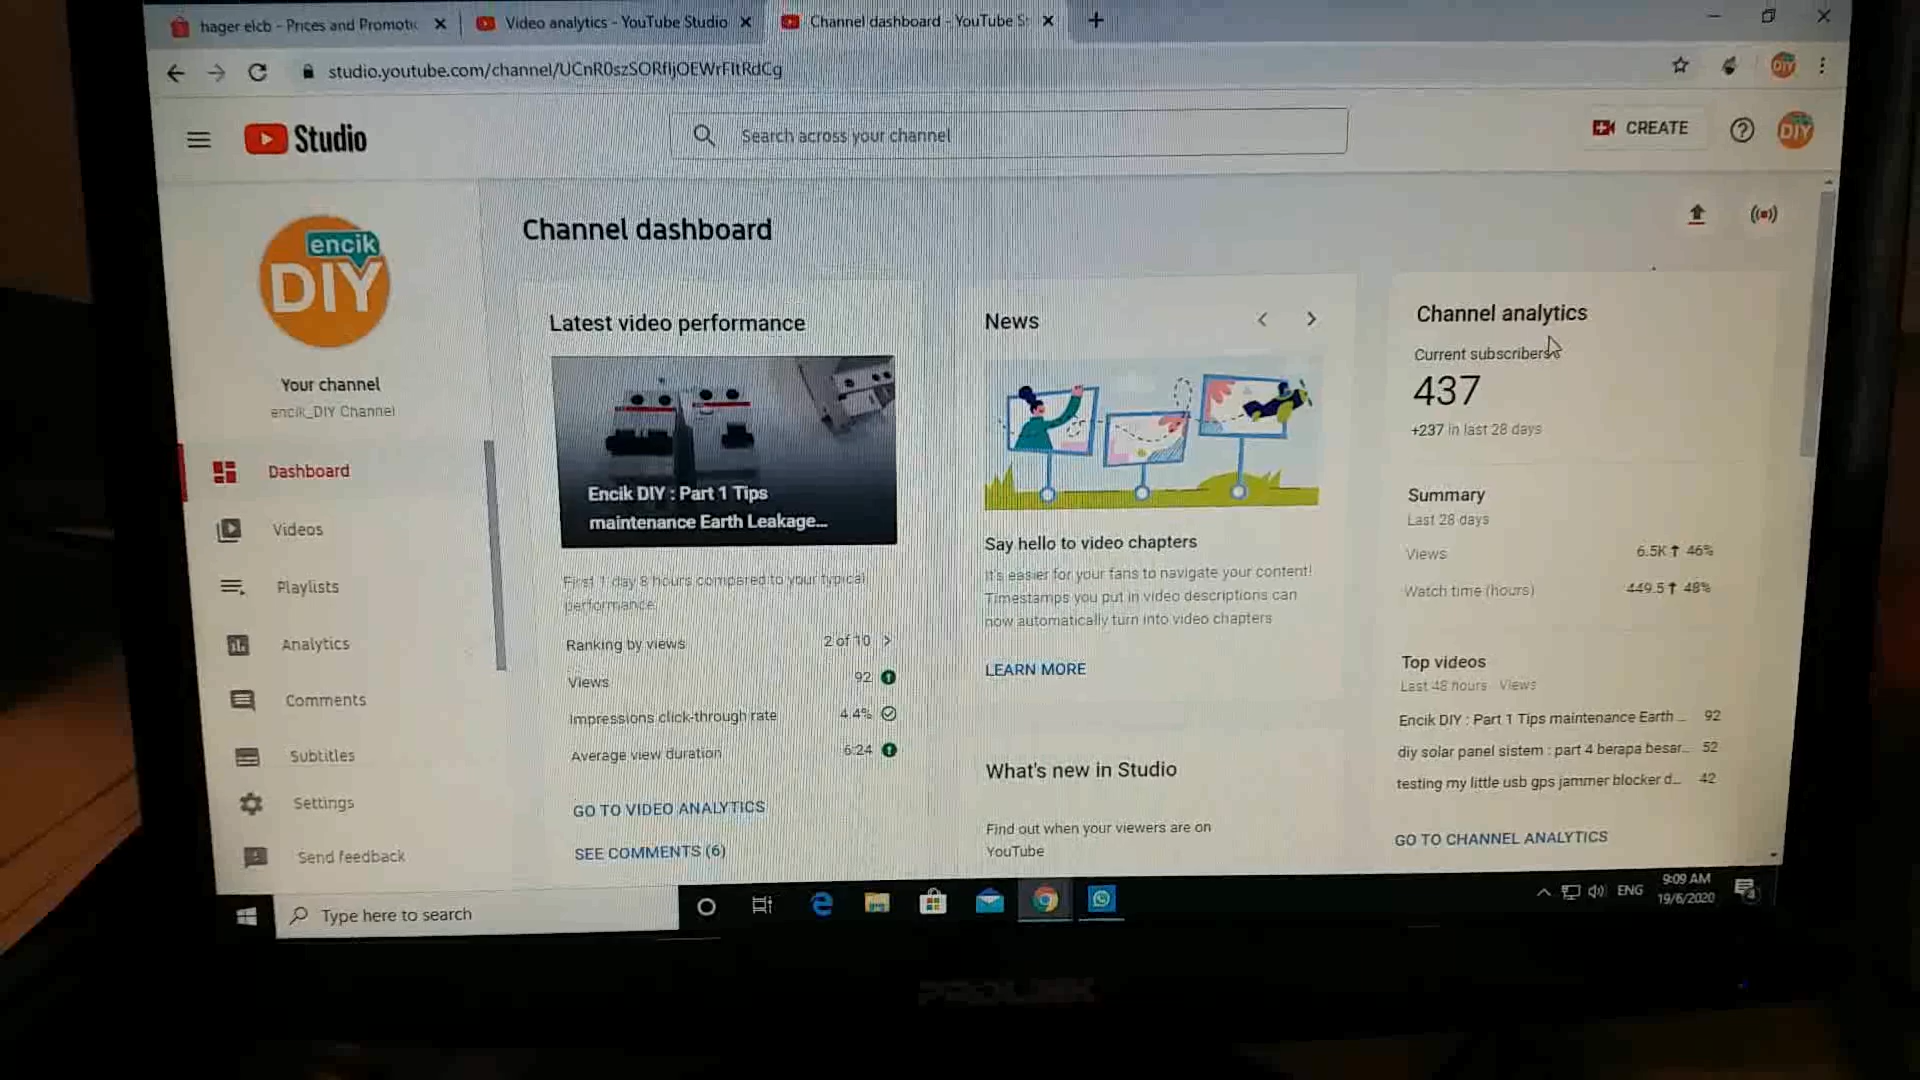 hager elcb - Prices and Promotic
Video analytics - YouTube Studio
Channel dashboard - YouTube S
studio.youtube.com/channel/UCnR0szSORfIjOEWrFItRdCg
Studio
Search across your channel
CREATE
DIY
encik
DIY
Your channel
encik_DIY Channel
Dashboard
Videos
Playlists
Analytics
Comments
Subtitles
Settings
Send feedback
Channel dashboard
Latest video performance
Encik DIY : Part 1 Tips
maintenance Earth Leakage...
First 1 day 8 hours compared to your typical
performance:
Ranking by views 2 of 10
Views 92
Impressions click-through rate 4.4%
Average view duration 6:24
GO TO VIDEO ANALYTICS
SEE COMMENTS (6)
News
Say hello to video chapters
It's easier for your fans to navigate your content!
Timestamps you put in video descriptions can
now automatically turn into video chapters
LEARN MORE
What's new in Studio
Find out when your viewers are on
YouTube
Channel analytics
Current subscribers
437
+237 in last 28 days
Summary
Last 28 days
Views 6.5K 46%
Watch time (hours) 449.5 48%
Top videos
Last 48 hours · Views
Encik DIY : Part 1 Tips maintenance Earth ... 92
diy solar panel sistem : part 4 berapa besar... 52
testing my little usb gps jammer blocker d... 42
GO TO CHANNEL ANALYTICS
Type here to search
ENG
9:09 AM
19/6/2020
PROLINK